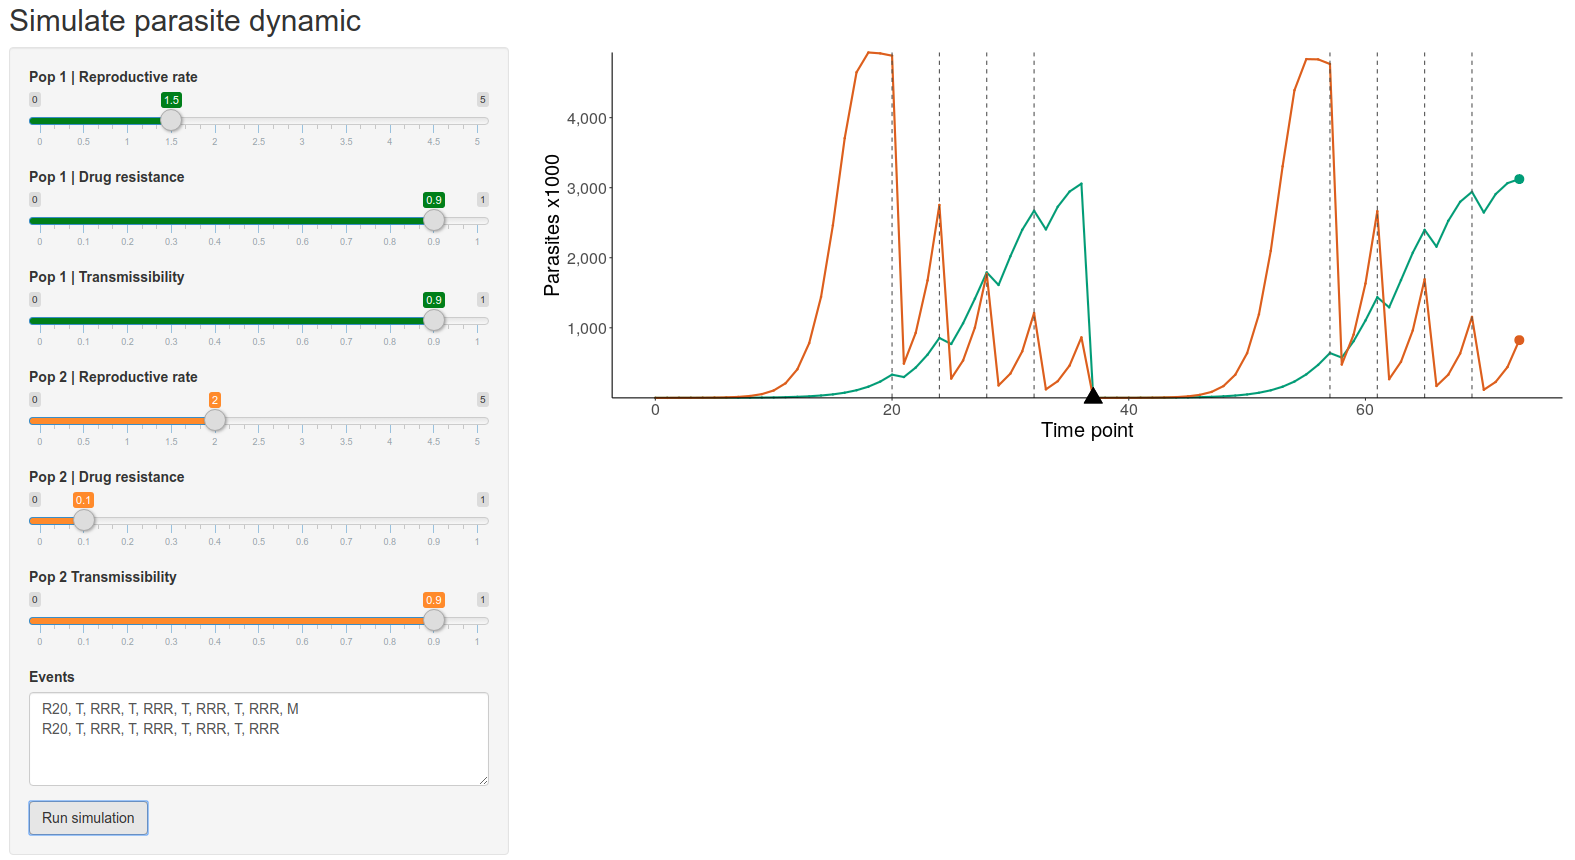 Simulate parasite dynamic
Pop 1 | Reproductive rate
0 1.5 5
0 0.5 1 1.5 2 2.5 3 3.5 4 4.5 5
Pop 1 | Drug resistance
0 0.9 1
0 0.1 0.2 0.3 0.4 0.5 0.6 0.7 0.8 0.9 1
Pop 1 | Transmissibility
0 0.9 1
0 0.1 0.2 0.3 0.4 0.5 0.6 0.7 0.8 0.9 1
Pop 2 | Reproductive rate
0 2 5
0 0.5 1 1.5 2 2.5 3 3.5 4 4.5 5
Pop 2 | Drug resistance
0 0.1 1
0 0.1 0.2 0.3 0.4 0.5 0.6 0.7 0.8 0.9 1
Pop 2 Transmissibility
0 0.9 1
0 0.1 0.2 0.3 0.4 0.5 0.6 0.7 0.8 0.9 1
Events
R20, T, RRR, T, RRR, T, RRR, T, RRR, M
R20, T, RRR, T, RRR, T, RRR, T, RRR
Run simulation
Parasites x1000
4,000
3,000
2,000
1,000
0 20 40 60
Time point